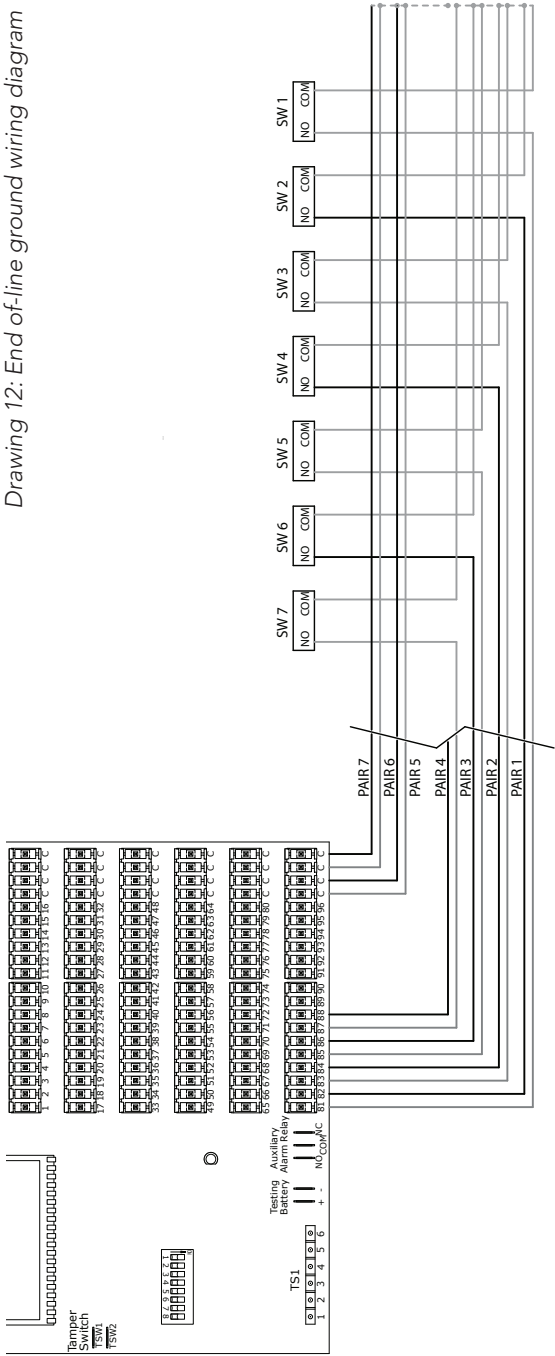 Drawing 12: End of-line ground wiring diagram
SW 1
NO COM
SW 2
NO COM
SW 3
NO COM
SW 4
NO COM
SW 5
NO COM
SW 6
NO COM
SW 7
NO COM
PAIR 7
PAIR 6
PAIR 5
PAIR 4
PAIR 3
PAIR 2
PAIR 1
1 2 3 4 5 6 7 8 9 10 11 12 13 14 15 16 C C C C
17 18 19 20 21 22 23 24 25 26 27 28 29 30 31 32 C C C C
33 34 35 36 37 38 39 40 41 42 43 44 45 46 47 48 C C C C
49 50 51 52 53 54 55 56 57 58 59 60 61 62 63 64 C C C C
65 66 67 68 69 70 71 72 73 74 75 76 77 78 79 80 C C C C
81 82 83 84 85 86 87 88 89 90 91 92 93 94 95 96 C C C C
Tamper
Switch
TSW1
TSW2
8 7 6 5 4 3 2 1
TS1
1 2 3 4 5 6
Testing
Battery
+ -
Auxiliary
Alarm Relay
NO COM NC